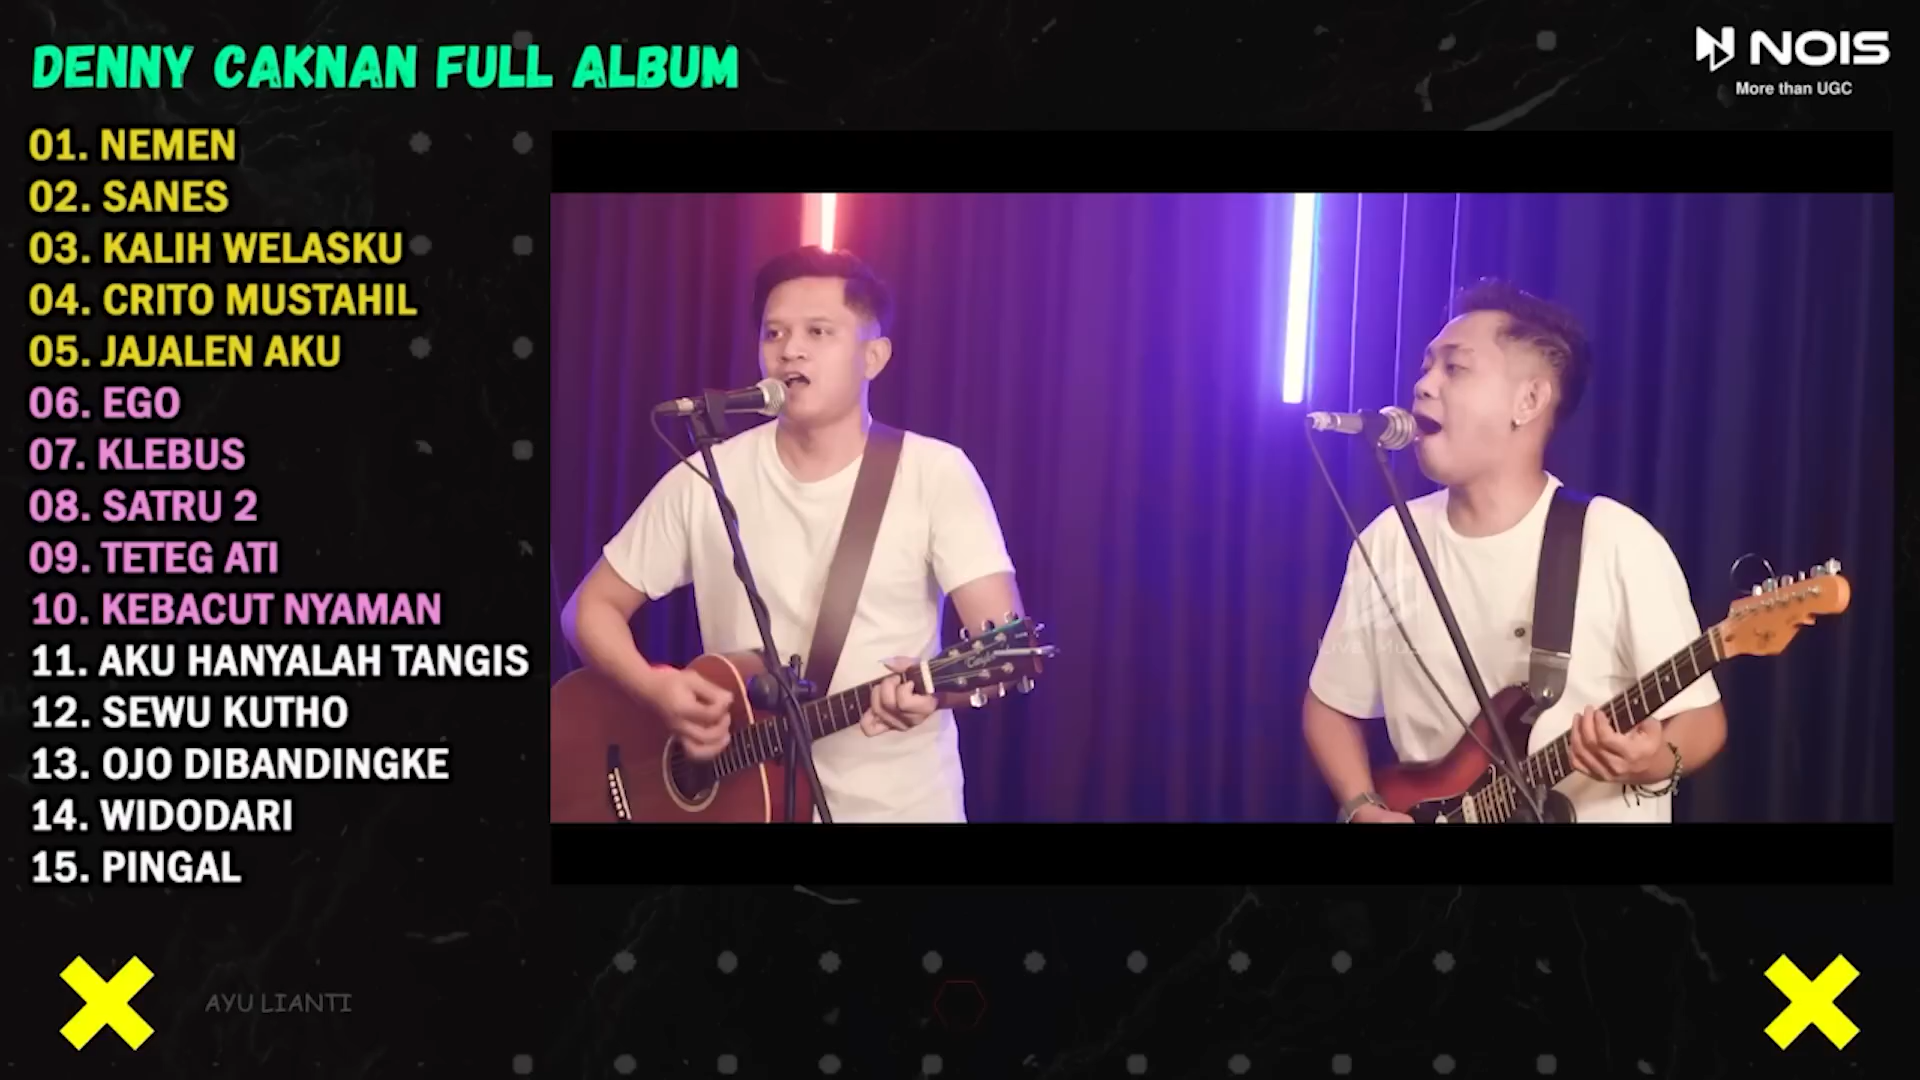 DENNY CAKNAN FULL ALBUM
NOIS
More than UGC
01. NEMEN
02. SANES
03. KALIH WELASKU
04. CRITO MUSTAHIL
05. JAJALEN AKU
06. EGO
07. KLEBUS
08. SATRU 2
09. TETEG ATI
10. KEBACUT NYAMAN
11. AKU HANYALAH TANGIS
12. SEWU KUTHO
13. OJO DIBANDINGKE
14. WIDODARI
15. PINGAL
LIVE
AYU LIANTI